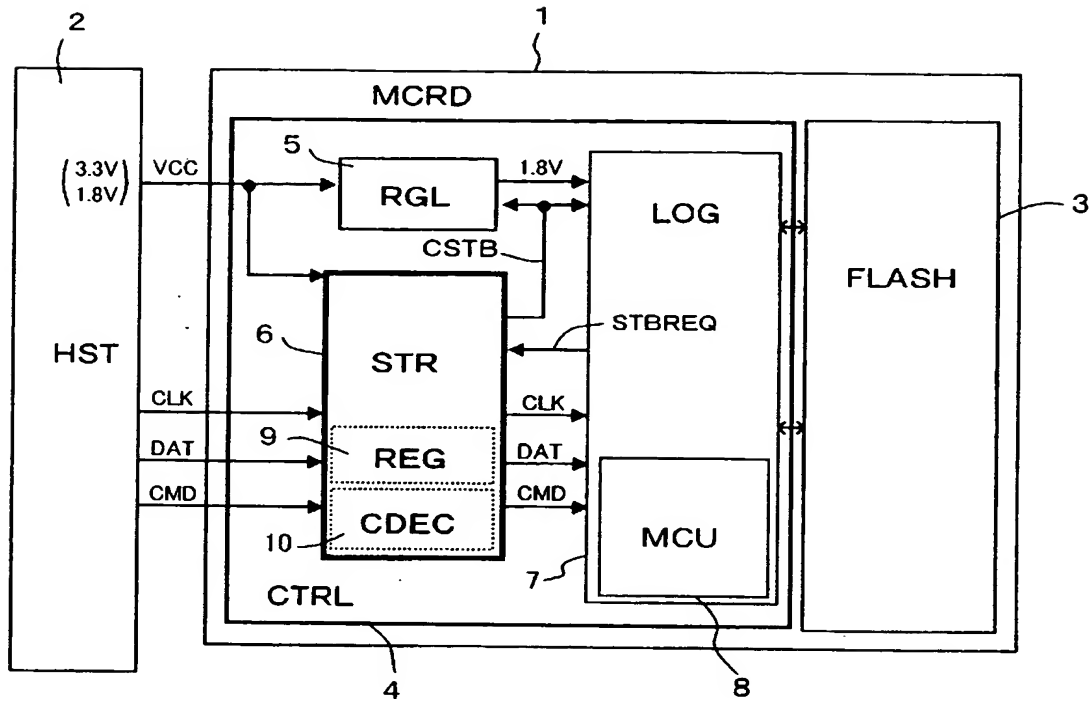 1
2
MCRD
5
(3.3V
1.8V)
VCC
RGL
1.8V
LOG
3
CSTB
FLASH
STBREQ
6
HST
STR
CLK
CLK
9
DAT
REG
DAT
CMD
CMD
10
CDEC
MCU
7
CTRL
4
8